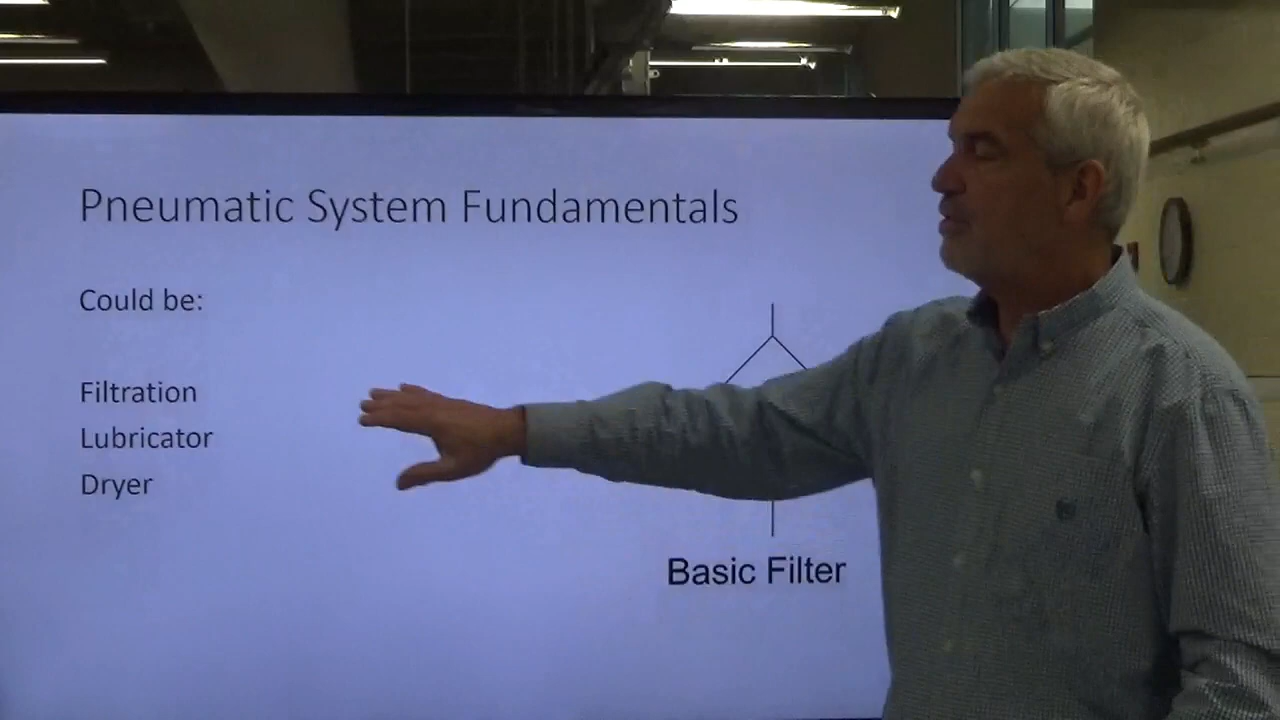 Pneumatic System Fundamentals
Could be:
Filtration
Lubricator
Dryer
Basic Filter